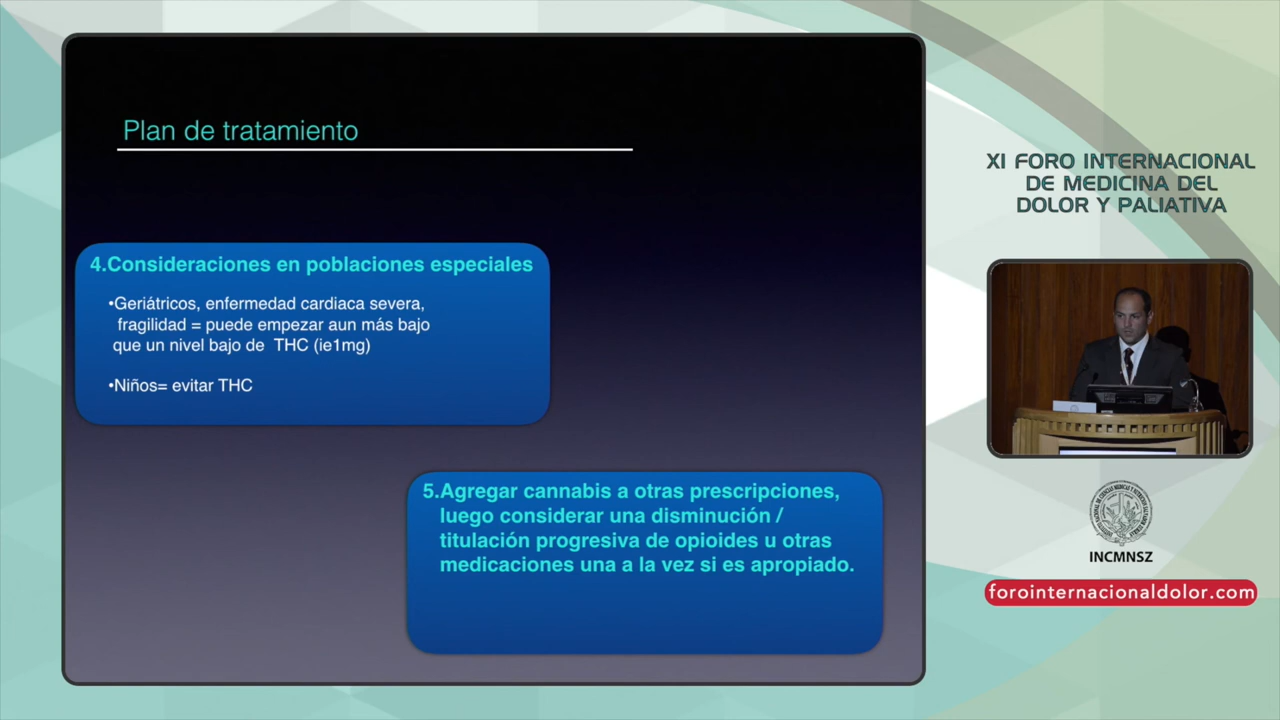 Plan de tratamiento
4.Consideraciones en poblaciones especiales
•Geriátricos, enfermedad cardiaca severa,
fragilidad = puede empezar aun más bajo
que un nivel bajo de THC (ie1mg)
•Niños= evitar THC
5.Agregar cannabis a otras prescripciones,
luego considerar una disminución /
titulación progresiva de opioides u otras
medicaciones una a la vez si es apropiado.
XI FORO INTERNACIONAL
DE MEDICINA DEL
DOLOR Y PALIATIVA
INCMNSZ
forointernacionaldolor.com